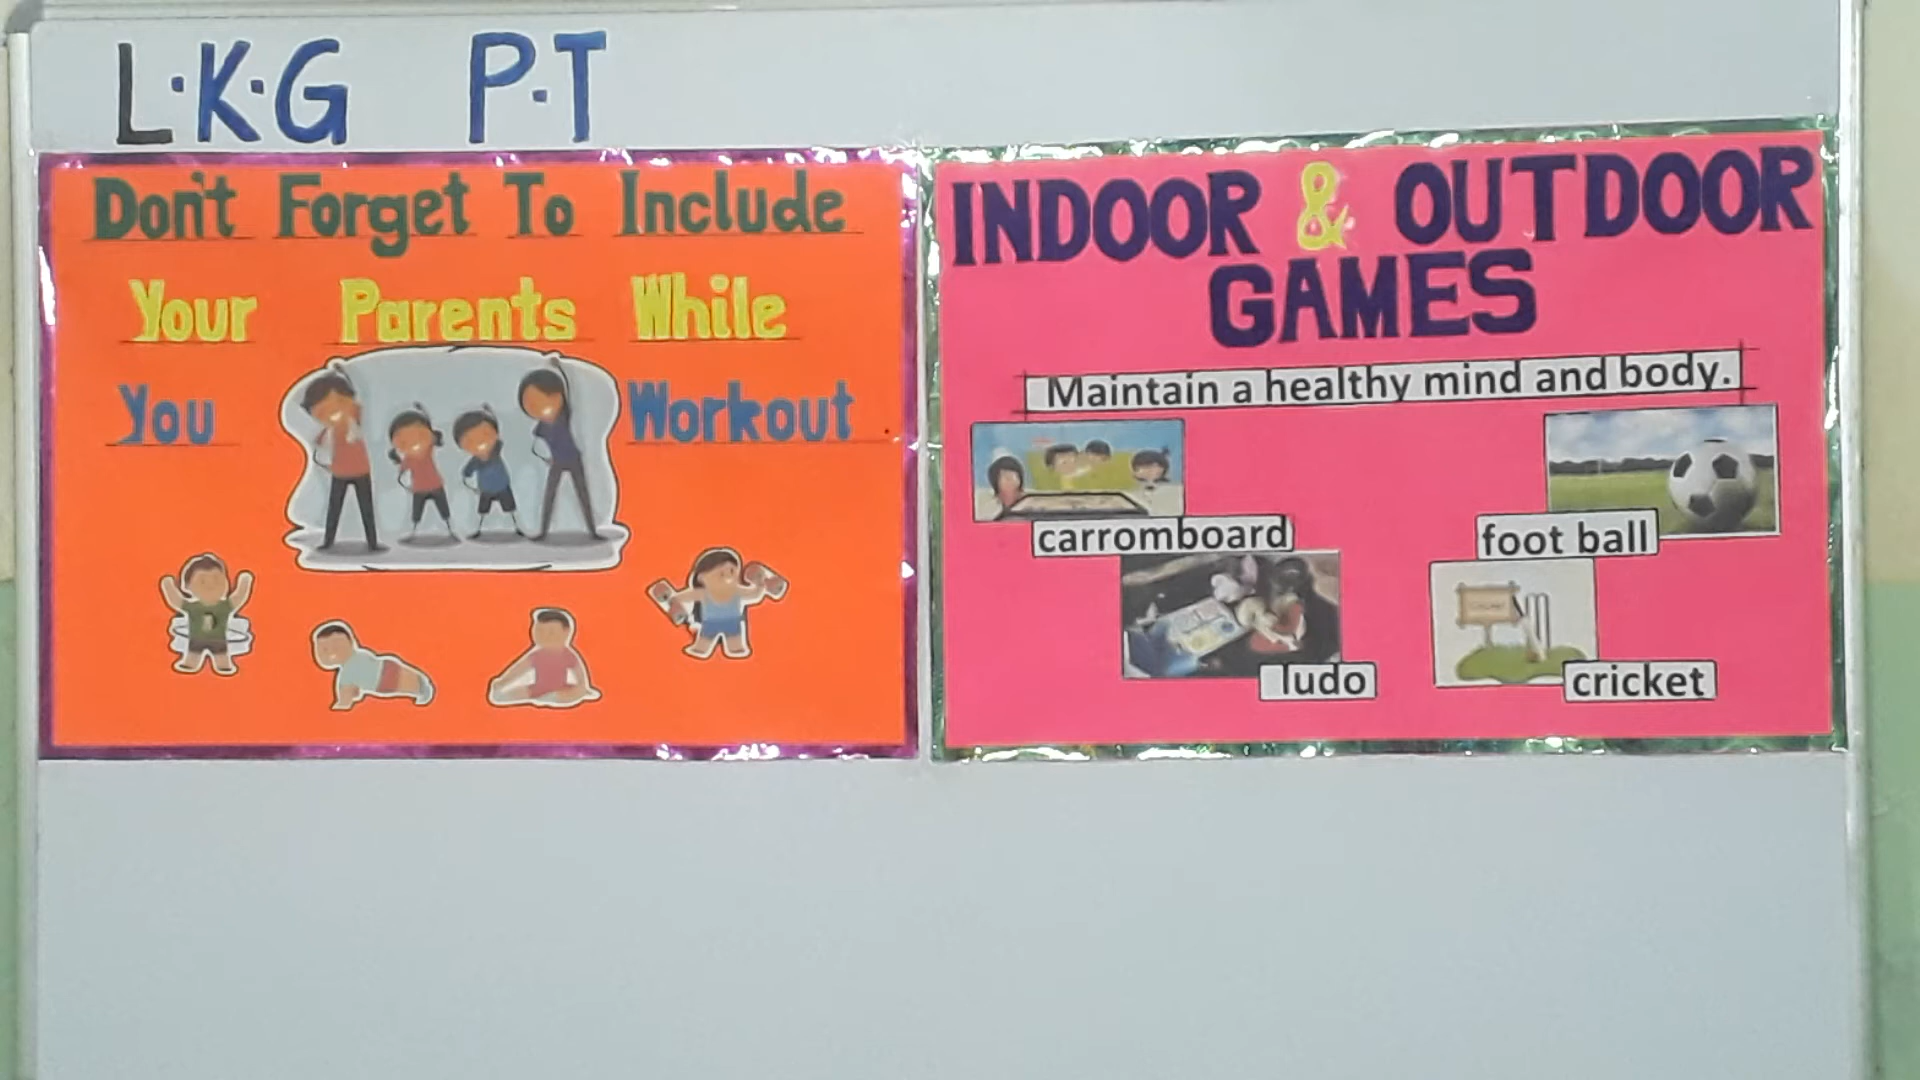 L.K.G P.T
Don't Forget To Include
Your Parents While
You Workout.
INDOOR & OUTDOOR
GAMES
Maintain a healthy mind and body.
carromboard
foot ball
ludo
cricket